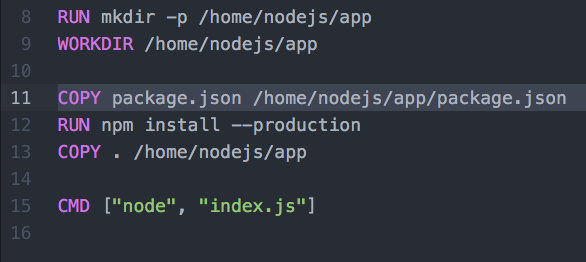 8 RUN mkdir -p /home/nodejs/app
9 WORKDIR /home/nodejs/app
10
11 COPY package.json /home/nodejs/app/package.json
12 RUN npm install --production
13 COPY . /home/nodejs/app
14
15 CMD ["node", "index.js"]
16